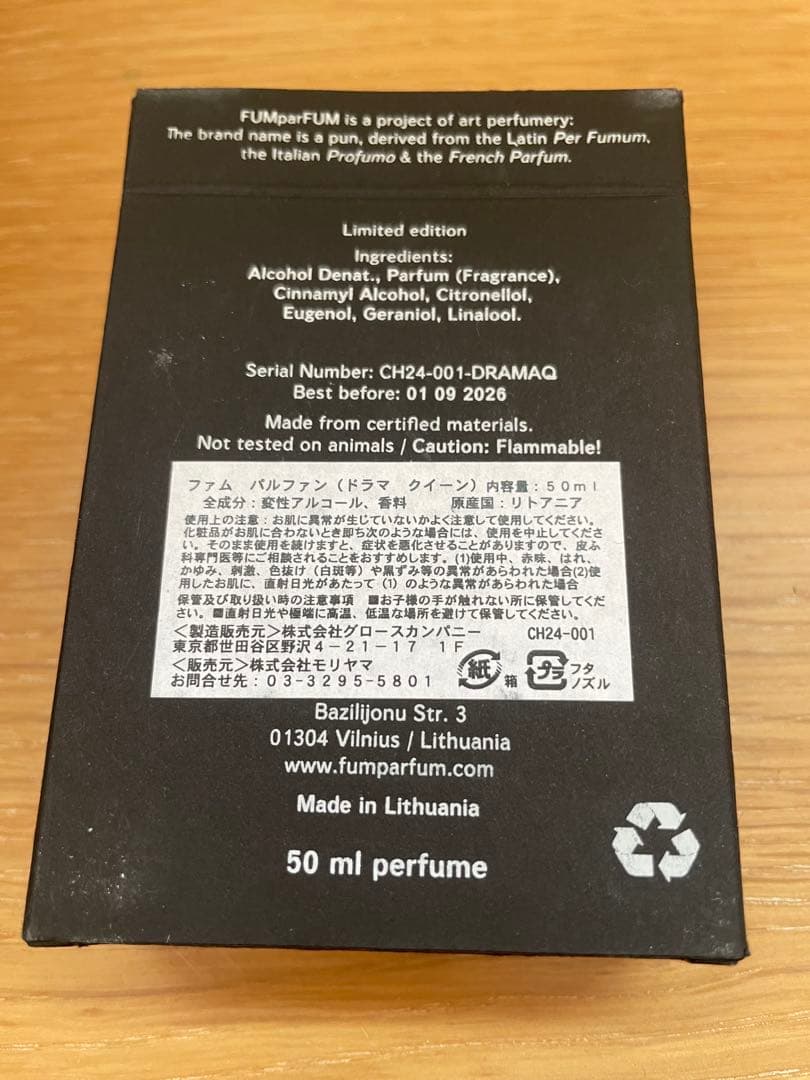 FUMparFUM is a project of art perfumery:
The brand name is a pun, derived from the Latin Per Fumum,
the Italian Profumo & the French Parfum.
Limited edition
Ingredients:
Alcohol Denat., Parfum (Fragrance),
Cinnamyl Alcohol, Citronellol,
Eugenol, Geraniol, Linalool.
Serial Number: CH24-001-DRAMAQ
Best before: 01 09 2026
Made from certified materials.
Not tested on animals / Caution: Flammable!
ファム パルファン（ドラマ クイーン）内容量：50ml
全成分：変性アルコール、香料 原産国：リトアニア
使用上の注意：お肌に異常が生じていないかよく注意して使用してください。
化粧品がお肌に合わないとき即ち次のような場合には、使用を中止してくださ
い。そのまま使用を続けますと、症状を悪化させることがありますので、皮ふ
科専門医等にご相談されることをおすすめします。(1)使用中、赤味、はれ、
かゆみ、刺激、色抜け（白斑等）や黒ずみ等の異常があらわれた場合(2)使
用したお肌に、直射日光があたって（1）のような異常があらわれた場合
保管及び取り扱い時の注意事項 ■お子様の手が触れない所に保管してくだ
さい。■直射日光や極端に高温、低温な場所を避けて保管してください。
＜製造販売元＞株式会社グロースカンパニー CH24-001
東京都世田谷区野沢4－21－17 1F
＜販売元＞株式会社モリヤマ
お問合せ先：03-3295-5801
紙 箱 プラ フタ
ノズル
Bazilijonu Str. 3
01304 Vilnius / Lithuania
www.fumparfum.com
Made in Lithuania
50 ml perfume